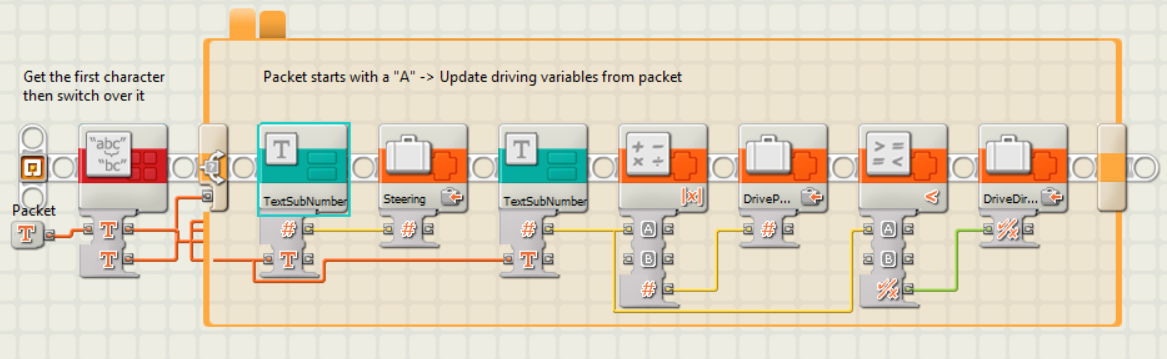 Get the first character
then switch over it
Packet starts with a "A" -> Update driving variables from packet
"abc"
"bc"
T
T
+ -
× ÷
> =
= <
TextSubNumber
Steering
TextSubNumber
|x|
DriveP...
<
DriveDir...
Packet
T
T
#
#
#
A
#
A
T
T
T
B
B
#